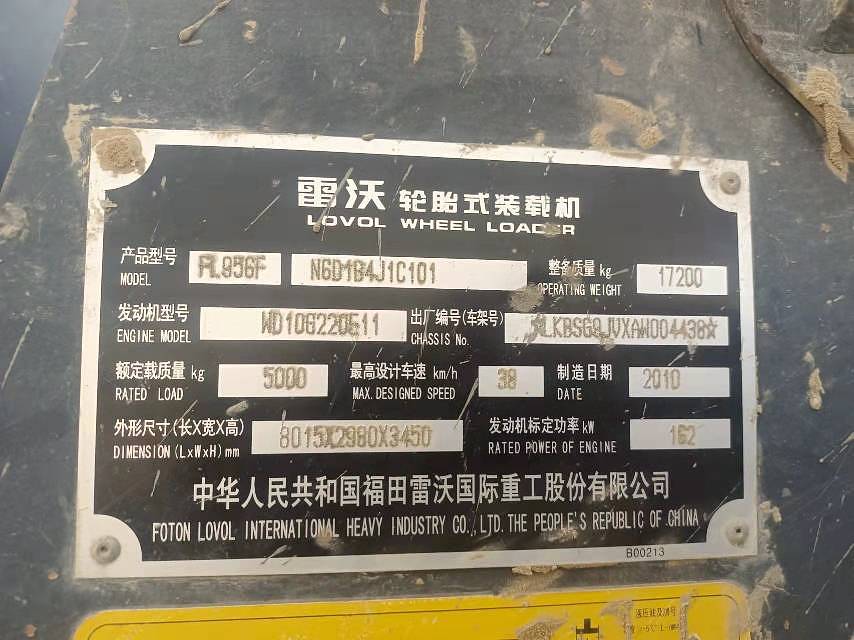 雷沃 轮胎式装载机
LOVOL WHEEL LOADER
产品型号 FL956F N6D1B4J1C101 整备质量 kg 17200
MODEL OPERATING WEIGHT
发动机型号 WD10G220E11 出厂编号(车架号)
ENGINE MODEL CHASSIS No.
额定载质量 kg 5000 最高设计车速 km/h 38 制造日期 2010
RATED LOAD MAX.DESIGNED SPEED DATE
外形尺寸(长X宽X高) 8015X2980X3450 发动机标定功率 kW 162
DIMENSION (LxWxH) mm RATED POWER OF ENGINE
中华人民共和国福田雷沃国际重工股份有限公司
FOTON LOVOL INTERNATIONAL HEAVY INDUSTRY CO.,LTD.THE PEOPLE'S REPUBLIC OF CHINA
B00213